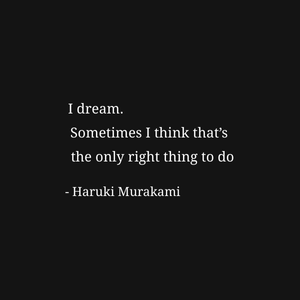 I dream.
Sometimes I think that’s
the only right thing to do
- Haruki Murakami